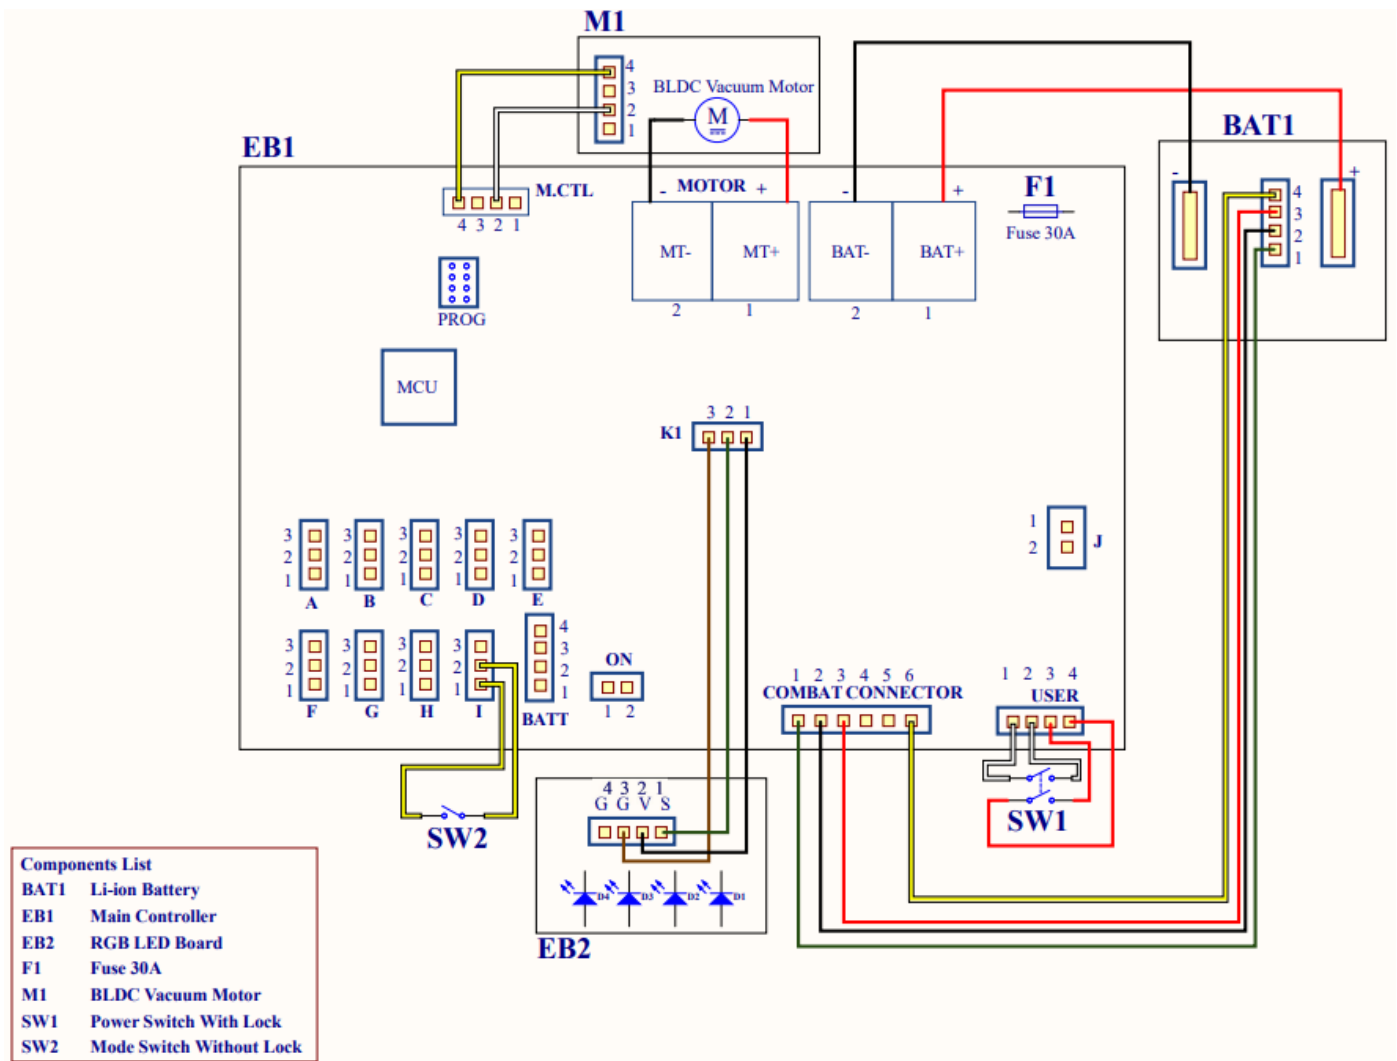 M1
4
3
2
1
BLDC Vacuum Motor
M
EB1
M.CTL
4 3 2 1
- MOTOR +
- +
MT- MT+
2 1
BAT- BAT+
2 1
F1
Fuse 30A
BAT1
- +
4
3
2
1
PROG
MCU
3 2 1
K1
3
2
1
A
3
2
1
B
3
2
1
C
3
2
1
D
3
2
1
E
1
2
J
3
2
1
F
3
2
1
G
3
2
1
H
3
2
1
I
4
3
2
1
BATT
ON
1 2
1 2 3 4 5 6
COMBAT CONNECTOR
1 2 3 4
USER
SW1
SW2
4 3 2 1
G G V S
D4 D3 D2 D1
EB2
Components List
BAT1 Li-ion Battery
EB1 Main Controller
EB2 RGB LED Board
F1 Fuse 30A
M1 BLDC Vacuum Motor
SW1 Power Switch With Lock
SW2 Mode Switch Without Lock